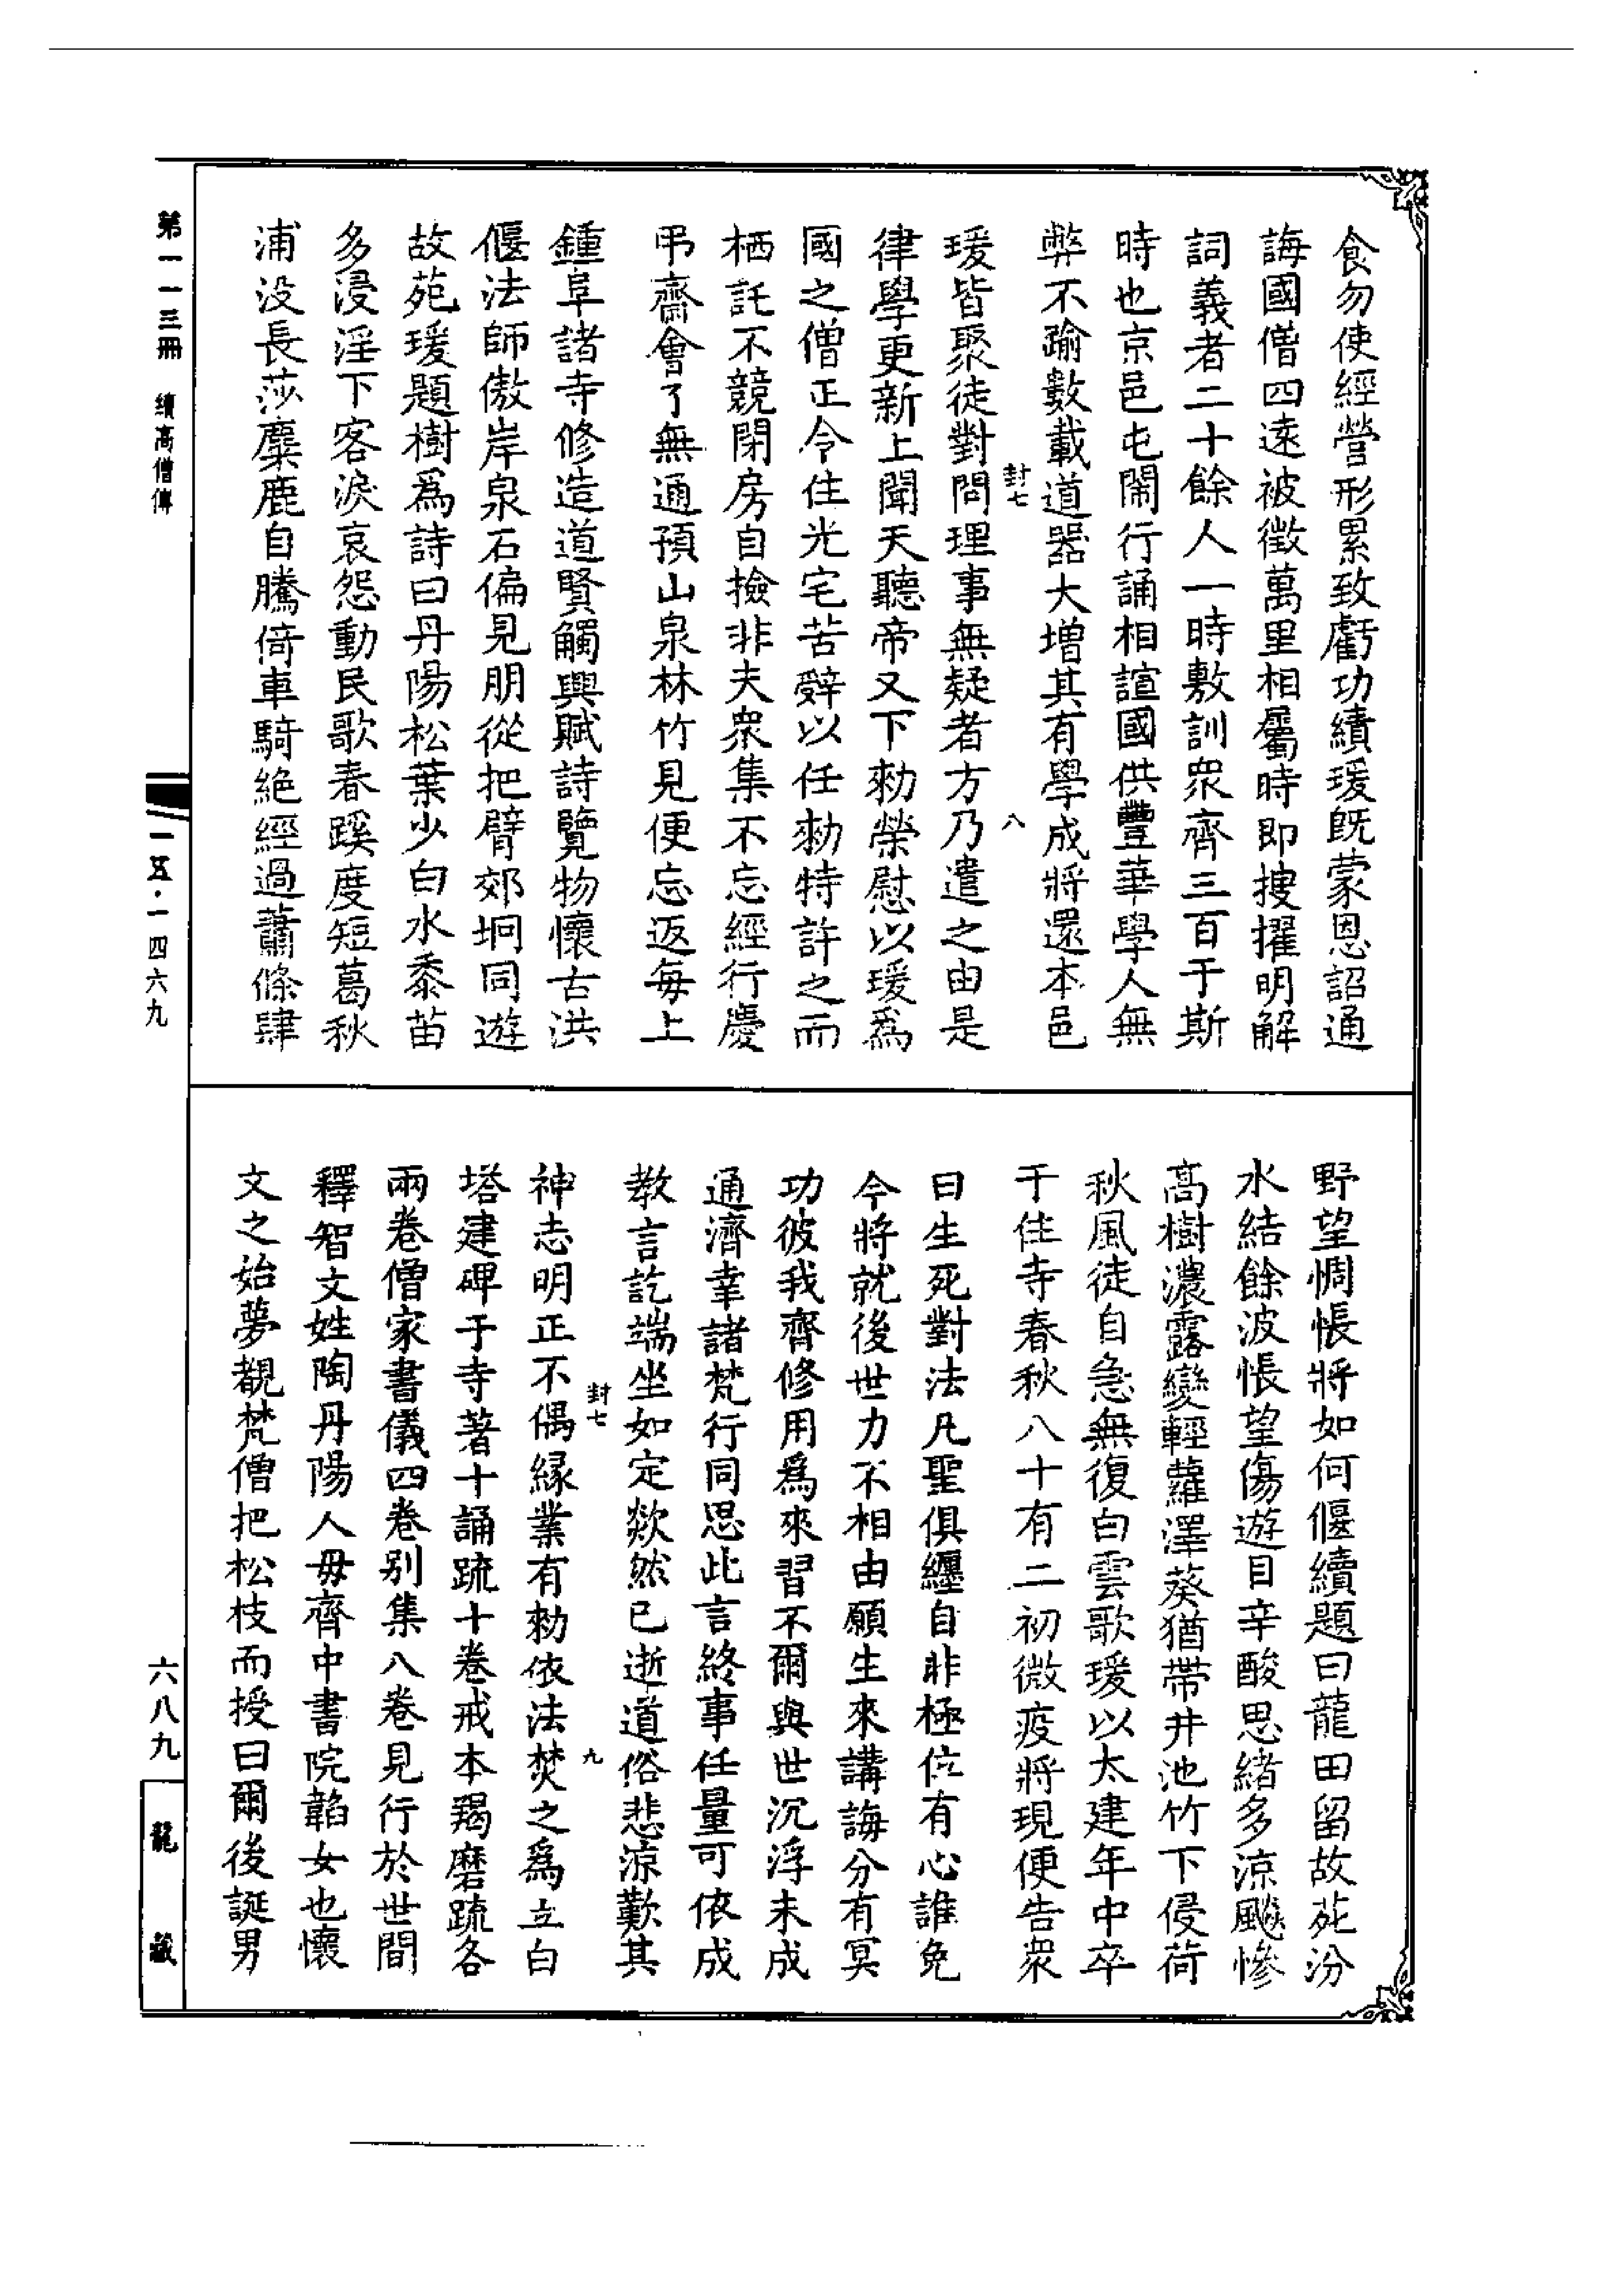 食勿使經營形累致虧功績瑗旣蒙恩詔通
誨國僧四遠被徵萬里相屬時即搜擢明解
詞義者二十餘人一時敷訓衆齊三百于斯
時也京邑屯鬧行誦相諠國供豐華學人無
弊不踰數載道器大增其有學成將還本邑
封七 八
瑗皆聚徒對問理事無疑者方乃遣之由是
律學更新上聞天聽帝又下勑榮慰以瑗爲
國之僧正令住光宅苦辭以任勑特許之而
栖託不競閉房自撿非夫衆集不忘經行慶
弔齋會了無通預山泉林竹見便忘返每上
鍾阜諸寺修造道賢觸興賦詩覽物懷古洪
偃法師傲岸泉石偏見朋從把臂郊坰同遊
故苑瑗題樹爲詩曰丹陽松葉少白水黍苗
多浸淫下客淚哀怨動民歌春蹊度短葛秋
浦没長莎麋鹿自騰倚車騎絶經過蕭條肆
野望惆悵將如何偃續題曰龍田留故苑汾
水結餘波悵望傷遊目辛酸思緒多涼飈慘
髙樹濃露變輕蘿澤葵猶帶井池竹下侵荷
秋風徒自急無復白雲歌瑗以太建年中卒
于住寺春秋八十有二初微疫將現便告衆
曰生死對法凡聖俱纏自非極位有心誰免
今將就後世力不相由願生來講誨分有冥
功彼我齊修用爲來習不爾與世沉浮未成
通濟幸諸梵行同思此言終事任量可依成
教言訖端坐如定欻然已逝道俗悲涼歎其
封七 九
神志明正不偶緣業有勑依法焚之爲立白
塔建碑于寺著十誦疏十卷戒本羯磨疏各
兩卷僧家書儀四卷别集八卷見行於世間
釋智文姓陶丹陽人毋齊中書院韜女也懷
文之始夢覩梵僧把松枝而授曰爾後誕男
第一一三冊 續高僧傳
一五·一四六九
六八九
龍藏